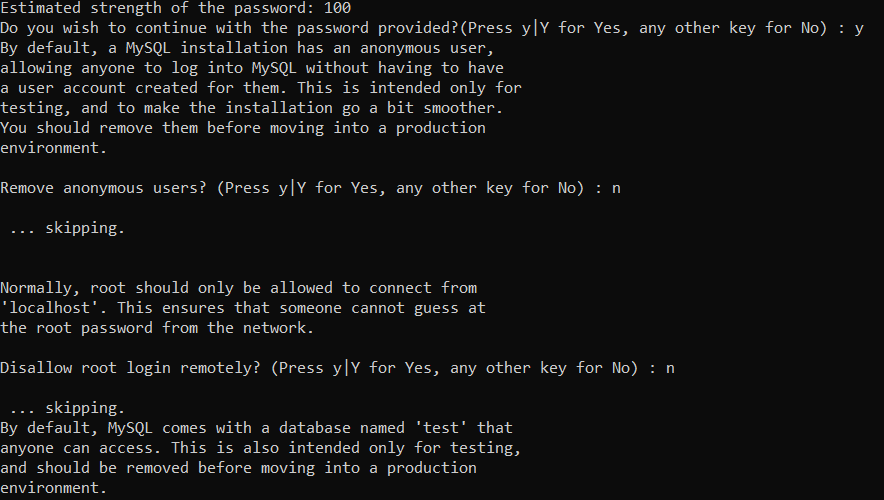 Estimated strength of the password: 100
Do you wish to continue with the password provided?(Press y|Y for Yes, any other key for No) : y
By default, a MySQL installation has an anonymous user,
allowing anyone to log into MySQL without having to have
a user account created for them. This is intended only for
testing, and to make the installation go a bit smoother.
You should remove them before moving into a production
environment.
Remove anonymous users? (Press y|Y for Yes, any other key for No) : n
... skipping.
Normally, root should only be allowed to connect from
'localhost'. This ensures that someone cannot guess at
the root password from the network.
Disallow root login remotely? (Press y|Y for Yes, any other key for No) : n
... skipping.
By default, MySQL comes with a database named 'test' that
anyone can access. This is also intended only for testing,
and should be removed before moving into a production
environment.